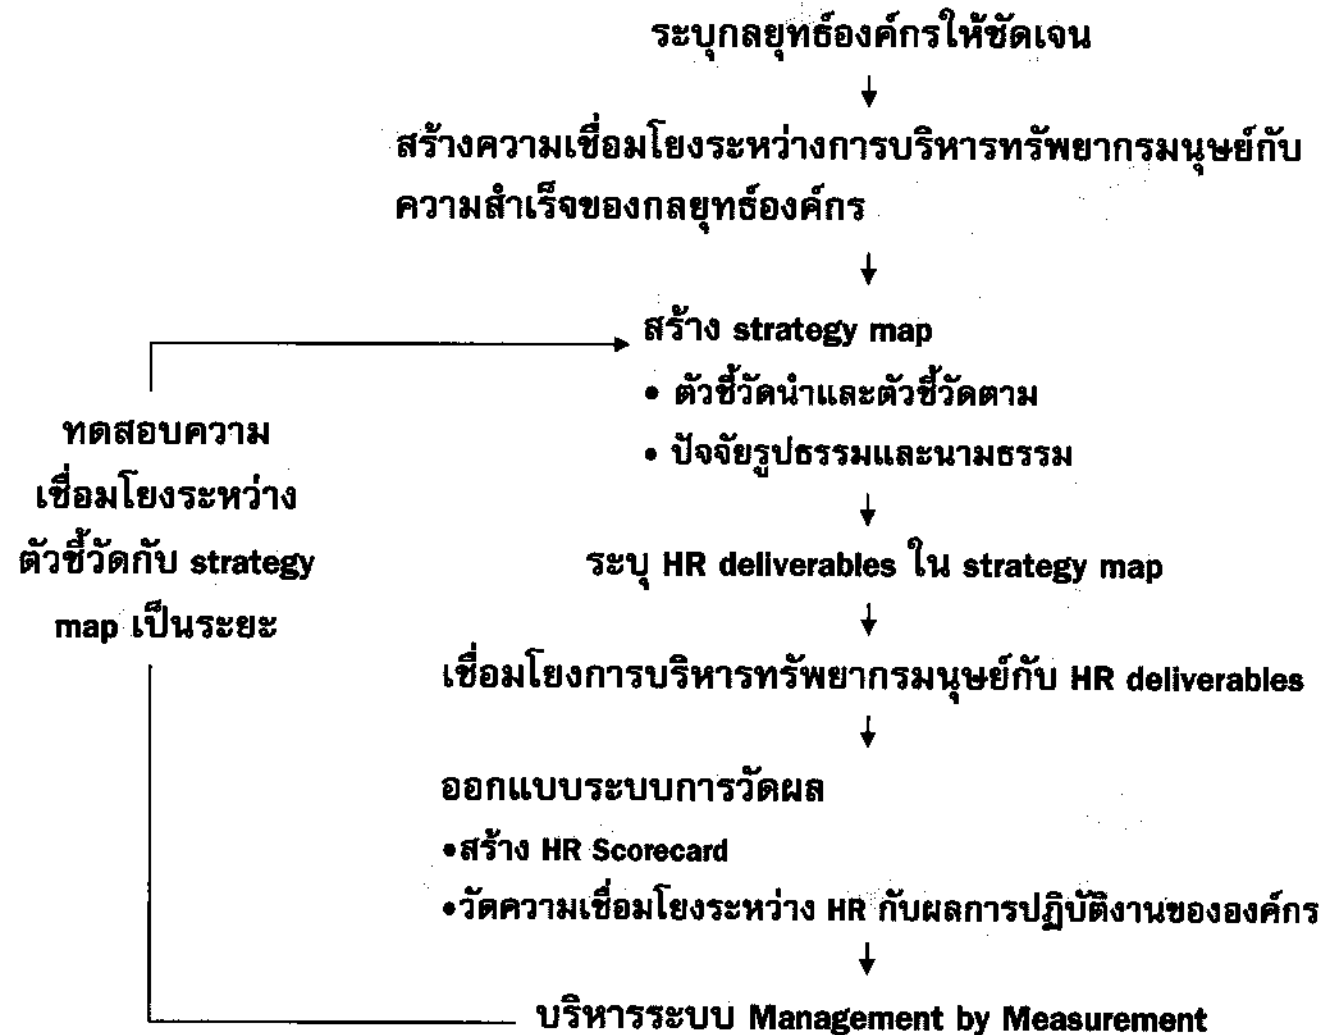 ระบุกลยุทธ์องค์กรให้ชัดเจน
สร้างความเชื่อมโยงระหว่างการบริหารทรัพยากรมนุษย์กับ
ความสำเร็จของกลยุทธ์องค์กร
สร้าง strategy map
• ตัวชี้วัดนำและตัวชี้วัดตาม
• ปัจจัยรูปธรรมและนามธรรม
ทดสอบความ
เชื่อมโยงระหว่าง
ตัวชี้วัดกับ strategy
map เป็นระยะ
ระบุ HR deliverables ใน strategy map
เชื่อมโยงการบริหารทรัพยากรมนุษย์กับ HR deliverables
ออกแบบระบบการวัดผล
•สร้าง HR Scorecard
•วัดความเชื่อมโยงระหว่าง HR กับผลการปฏิบัติงานขององค์กร
บริหารระบบ Management by Measurement